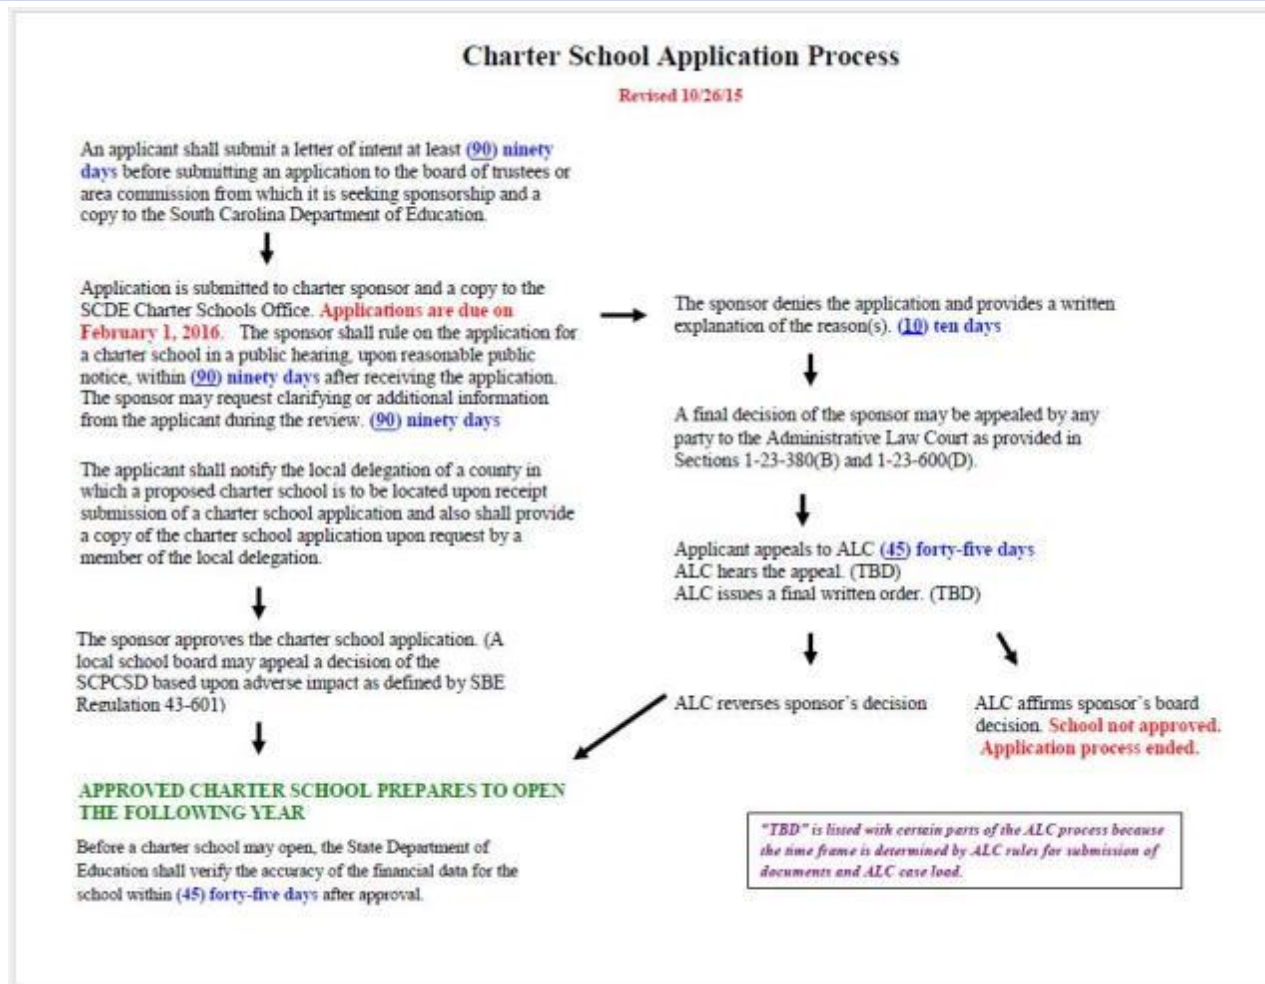 Charter School Application Process
Revised 10/26/15
An applicant shall submit a letter of intent at least (90) ninety
days before submitting an application to the board of trustees or
area commission from which it is seeking sponsorship and a
copy to the South Carolina Department of Education.
Application is submitted to charter sponsor and a copy to the
SCDE Charter Schools Office. Applications are due on
February 1, 2016. The sponsor shall rule on the application for
a charter school in a public hearing, upon reasonable public
notice, within (90) ninety days after receiving the application.
The sponsor may request clarifying or additional information
from the applicant during the review. (90) ninety days
The applicant shall notify the local delegation of a county in
which a proposed charter school is to be located upon receipt
submission of a charter school application and also shall provide
a copy of the charter school application upon request by a
member of the local delegation.
The sponsor approves the charter school application. (A
local school board may appeal a decision of the
SCPCSD based upon adverse impact as defined by SBE
Regulation 43-601)
APPROVED CHARTER SCHOOL PREPARES TO OPEN
THE FOLLOWING YEAR
Before a charter school may open, the State Department of
Education shall verify the accuracy of the financial data for the
school within (45) forty-five days after approval.
The sponsor denies the application and provides a written
explanation of the reason(s). (10) ten days
A final decision of the sponsor may be appealed by any
party to the Administrative Law Court as provided in
Sections 1-23-380(B) and 1-23-600(D).
Applicant appeals to ALC (45) forty-five days
ALC hears the appeal. (TBD)
ALC issues a final written order. (TBD)
ALC reverses sponsor's decision
ALC affirms sponsor's board
decision. School not approved.
Application process ended.
"TBD" is listed with certain parts of the ALC process because
the time frame is determined by ALC rules for submission of
documents and ALC case load.